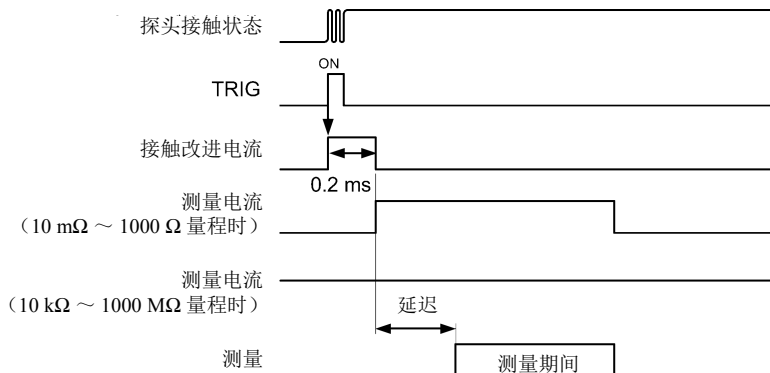 探头接触状态
ON
TRIG
接触改进电流
0.2 ms
测量电流
（10 mΩ ～ 1000 Ω 量程时）
测量电流
（10 kΩ ～ 1000 MΩ 量程时）
延迟
测量
测量期间